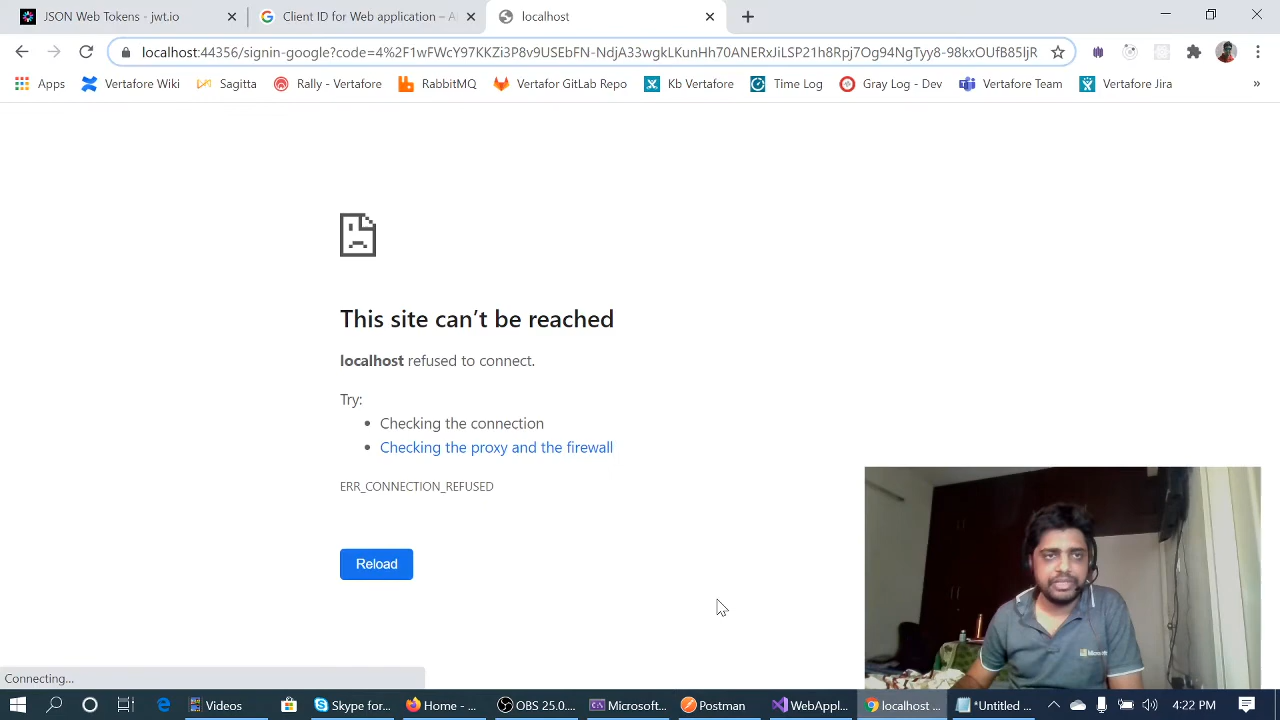 JSON Web Tokens - jwt.io
Client ID for Web application – A
localhost
localhost:44356/signin-google?code=4%2F1wFWcY97KKZi3P8v9USEbFN-NdjA33wgkLKunHh70ANERxJiLSP21h8Rpj7Og94NgTyy8-98kxOUfB85ljR
Apps
Vertafore Wiki
Sagitta
Rally - Vertafore
RabbitMQ
Vertafor GitLab Repo
Kb Vertafore
Time Log
Gray Log - Dev
Vertafore Team
Vertafore Jira
»
This site can't be reached
localhost refused to connect.
Try:
• Checking the connection
• Checking the proxy and the firewall
ERR_CONNECTION_REFUSED
Reload
Connecting...
Videos
Skype for...
Home - ...
OBS 23.0....
Microsoft...
Postman
WebAppl...
localhost ...
*Untitled ...
4:22 PM